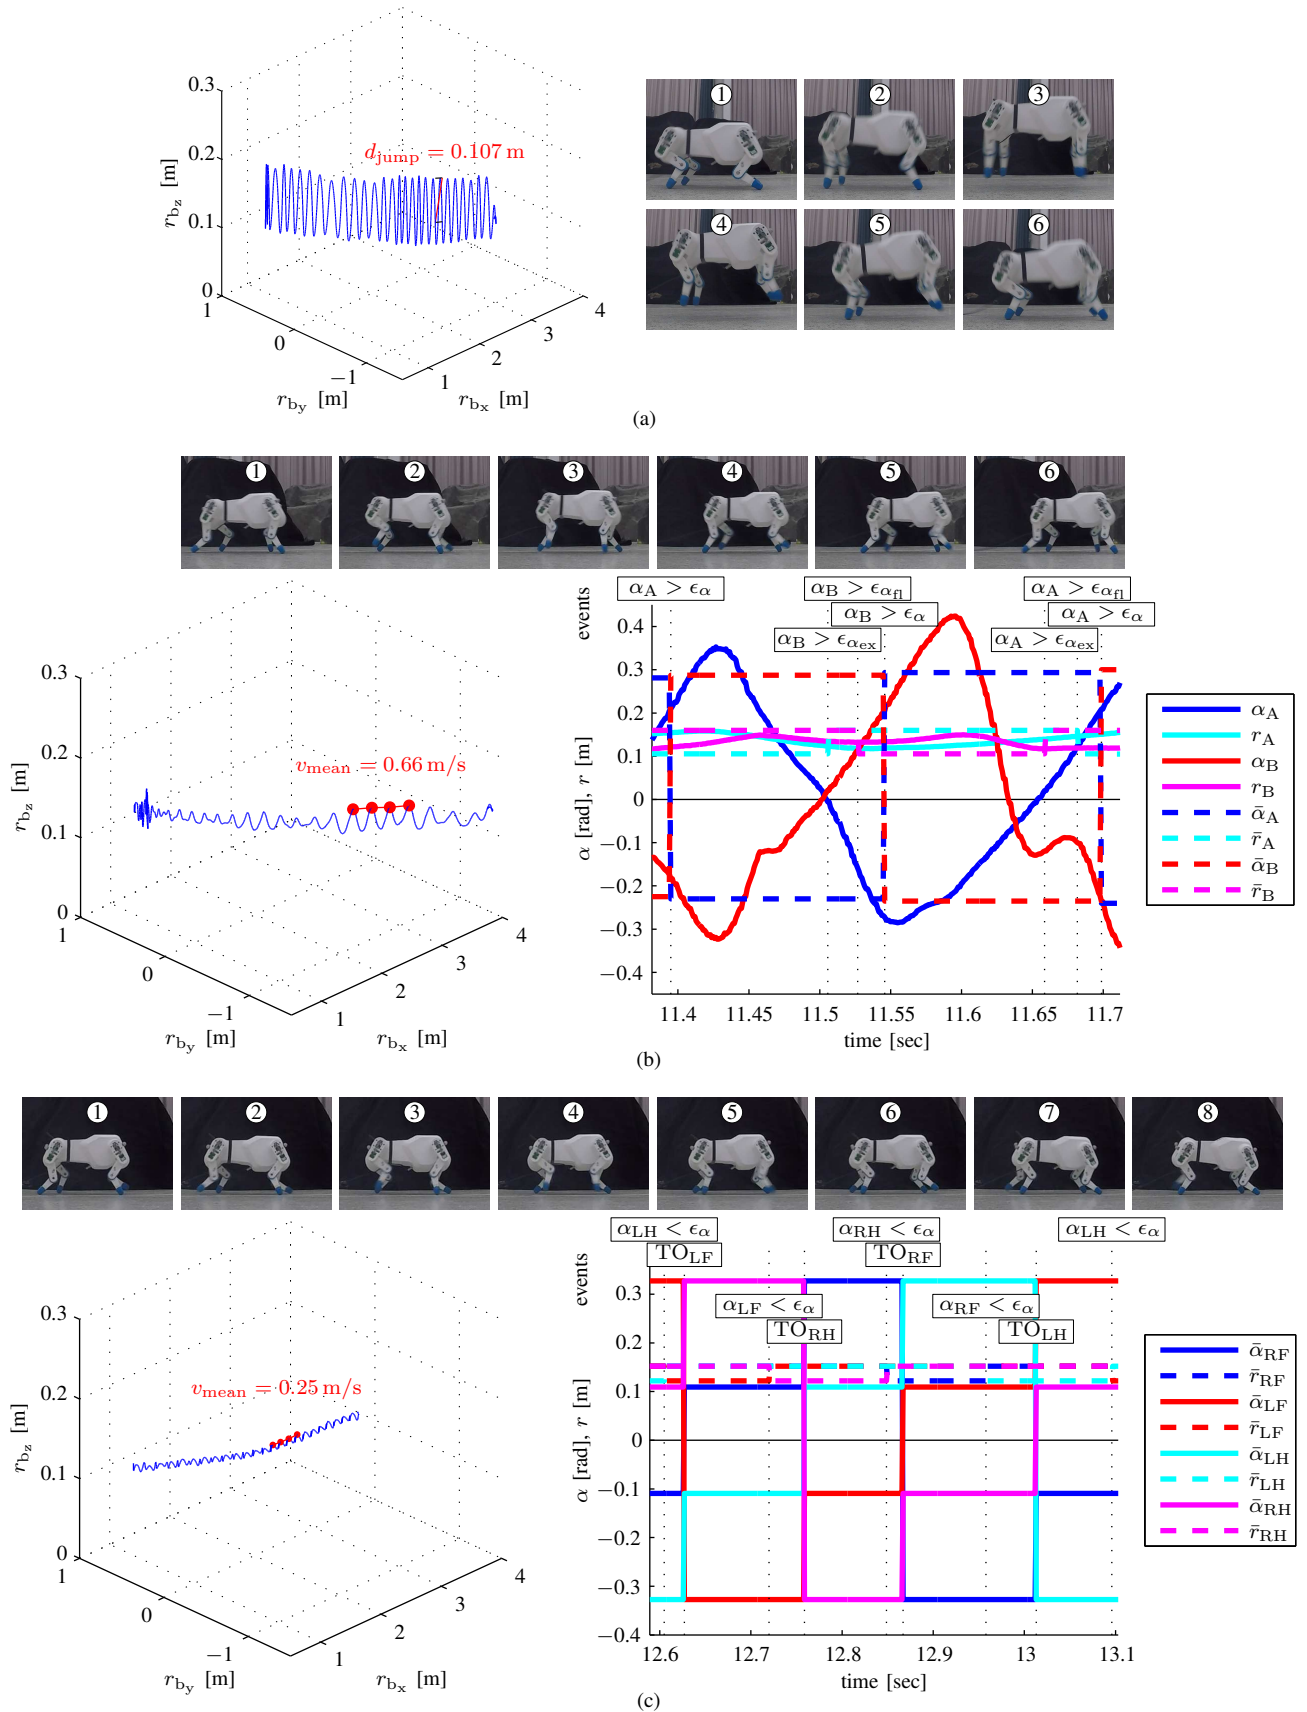 0.3
0.2
0.1
0
r_bz [m]
d_jump = 0.107 m
1
0
−1
r_by [m]
1
2
3
4
r_bx [m]
1
2
3
4
5
6
(a)
1
2
3
4
5
6
0.3
0.2
0.1
0
r_bz [m]
v_mean = 0.66 m/s
1
0
−1
r_by [m]
1
2
3
4
r_bx [m]
α_A > ϵ_α
α_B > ϵ_αfl
α_A > ϵ_αfl
α_B > ϵ_α
α_A > ϵ_α
α_B > ϵ_αex
α_A > ϵ_αex
events
α [rad], r [m]
0.4
0.3
0.2
0.1
0
−0.1
−0.2
−0.3
−0.4
11.4
11.45
11.5
11.55
11.6
11.65
11.7
time [sec]
α_A
r_A
α_B
r_B
ᾱ_A
r̄_A
ᾱ_B
r̄_B
(b)
1
2
3
4
5
6
7
8
0.3
0.2
0.1
0
r_bz [m]
v_mean = 0.25 m/s
1
0
−1
r_by [m]
1
2
3
4
r_bx [m]
α_LH < ϵ_α
α_RH < ϵ_α
α_LH < ϵ_α
TO_LF
TO_RF
α_LF < ϵ_α
α_RF < ϵ_α
TO_RH
TO_LH
events
α [rad], r [m]
0.3
0.2
0.1
0
−0.1
−0.2
−0.3
−0.4
12.6
12.7
12.8
12.9
13
13.1
time [sec]
ᾱ_RF
r̄_RF
ᾱ_LF
r̄_LF
ᾱ_LH
r̄_LH
ᾱ_RH
r̄_RH
(c)